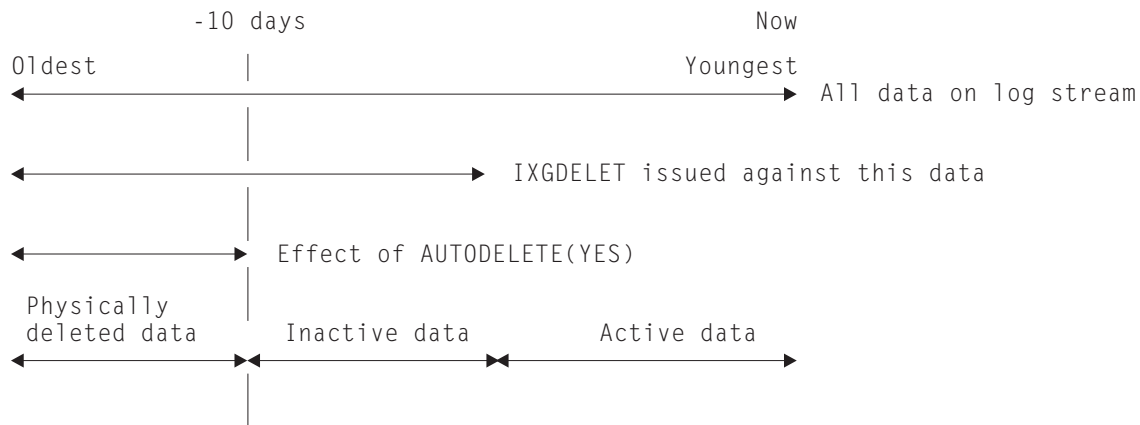 -10 days Now
Oldest Youngest
All data on log stream
IXGDELET issued against this data
Effect of AUTODELETE(YES)
Physically
deleted data Inactive data Active data